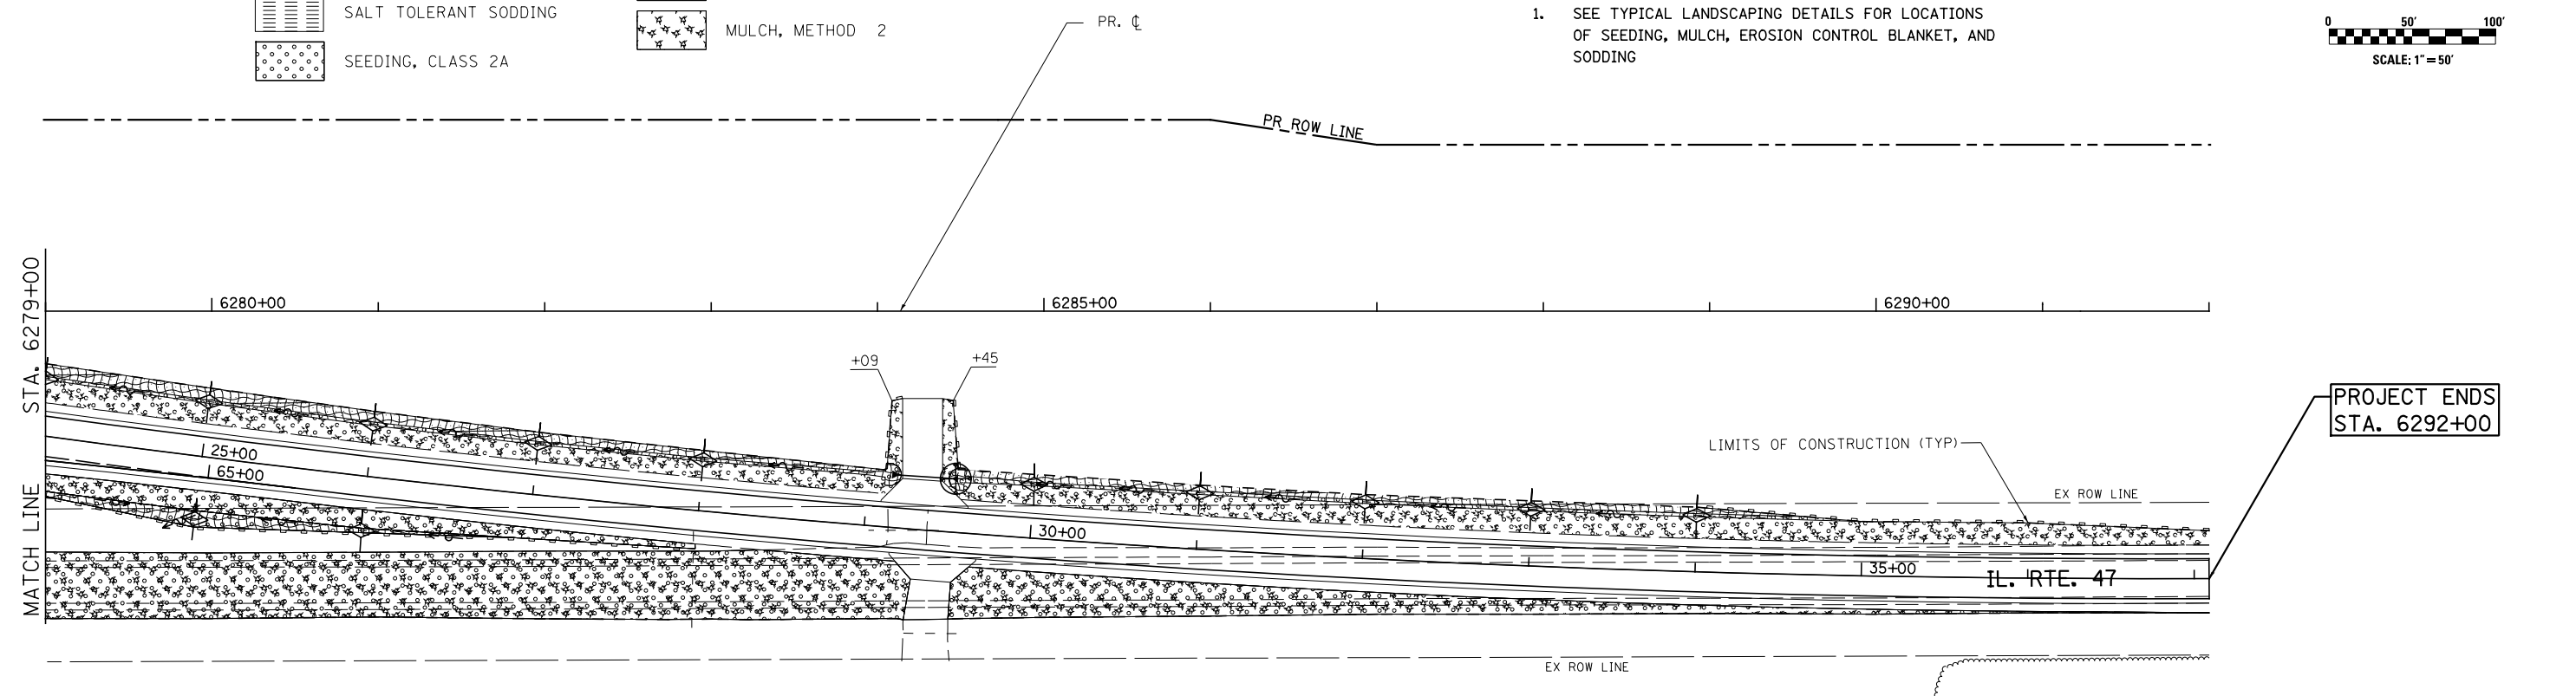 SALT TOLERANT SODDING
SEEDING, CLASS 2A
MULCH, METHOD 2
PR. ℄
1. SEE TYPICAL LANDSCAPING DETAILS FOR LOCATIONS
OF SEEDING, MULCH, EROSION CONTROL BLANKET, AND
SODDING
0 50' 100'
SCALE: 1" = 50'
PR ROW LINE
MATCH LINE STA. 6279+00
6280+00
6285+00
6290+00
+09
+45
PROJECT ENDS
STA. 6292+00
LIMITS OF CONSTRUCTION (TYP)
25+00
65+00
EX ROW LINE
30+00
35+00
IL. RTE. 47
EX ROW LINE